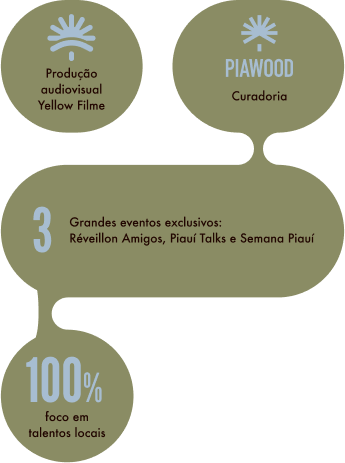 Produção
audiovisual
Yellow Filme
PIAWOOD
Curadoria
3
Grandes eventos exclusivos:
Réveillon Amigos, Piauí Talks e Semana Piauí
100%
foco em
talentos locais